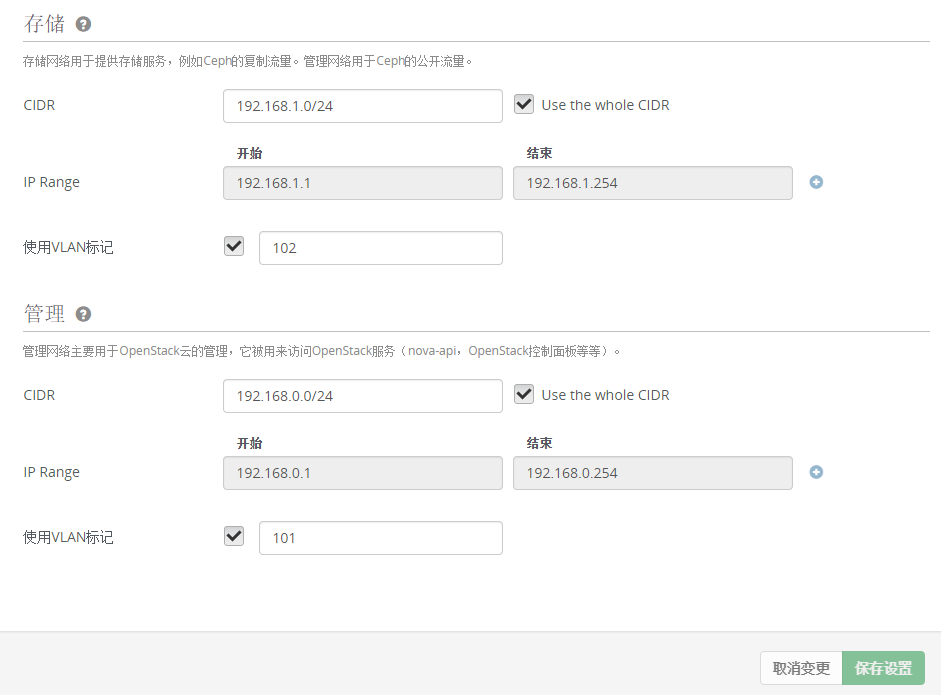 存储 ?
存储网络用于提供存储服务，例如Ceph的复制流量。管理网络用于Ceph的公开流量。
CIDR 192.168.1.0/24 Use the whole CIDR
开始 结束
IP Range 192.168.1.1 192.168.1.254
使用VLAN标记 102
管理 ?
管理网络主要用于OpenStack云的管理，它被用来访问OpenStack服务（nova-api，OpenStack控制面板等等）。
CIDR 192.168.0.0/24 Use the whole CIDR
开始 结束
IP Range 192.168.0.1 192.168.0.254
使用VLAN标记 101
取消变更 保存设置